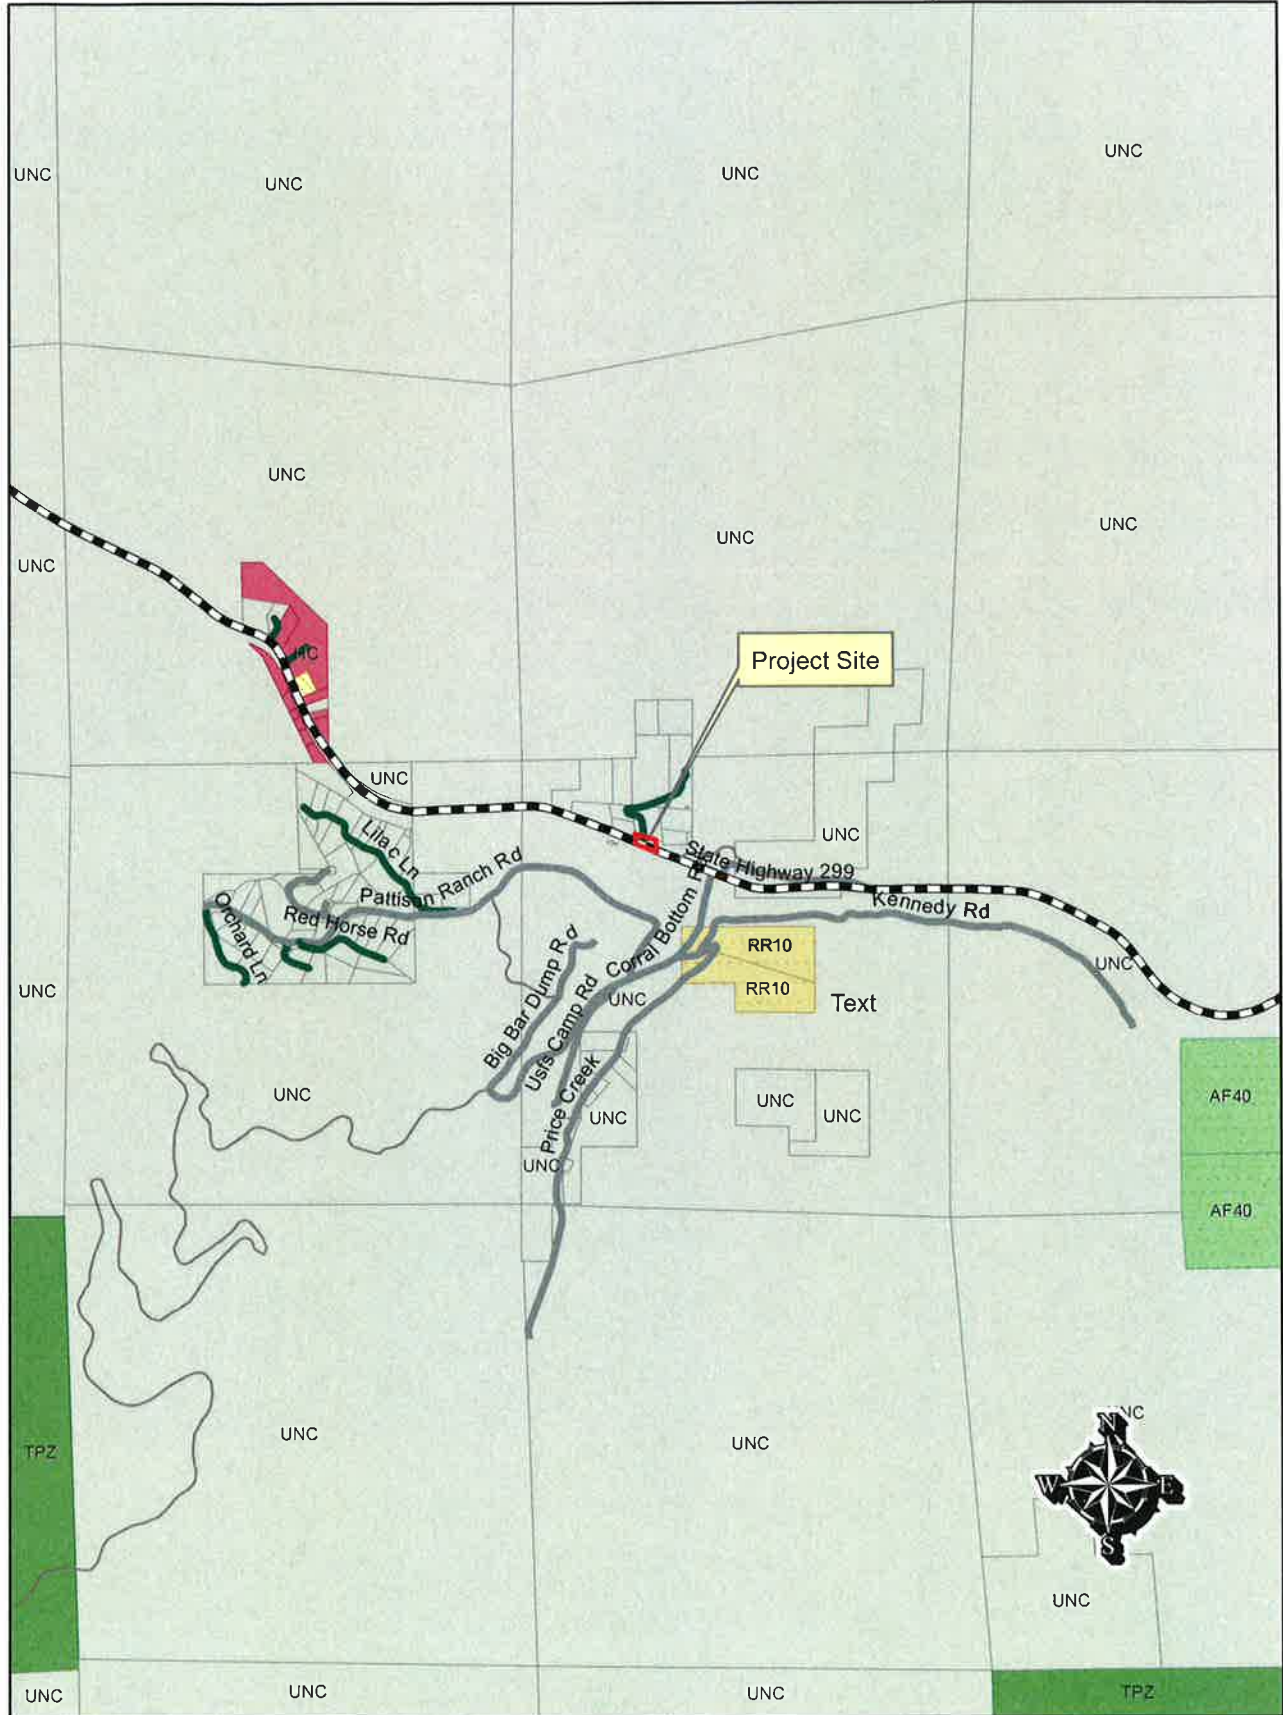 UNC
UNC
UNC
UNC
UNC
UNC
UNC
UNC
Project Site
UNC
UNC
State Highway 299
Lilac Ln
Pattison Ranch Rd
Kennedy Rd
Orchard Ln
Red Horse Rd
Corral Bottom
RR10
Big Bar Dump Rd
UNC
UNC
RR10
UNC
Text
Usfs Camp Rd
UNC
Price Creek
UNC
UNC
UNC
AF40
UNC
AF40
UNC
UNC
TPZ
UNC
N
W
E
S
UNC
UNC
UNC
UNC
TPZ